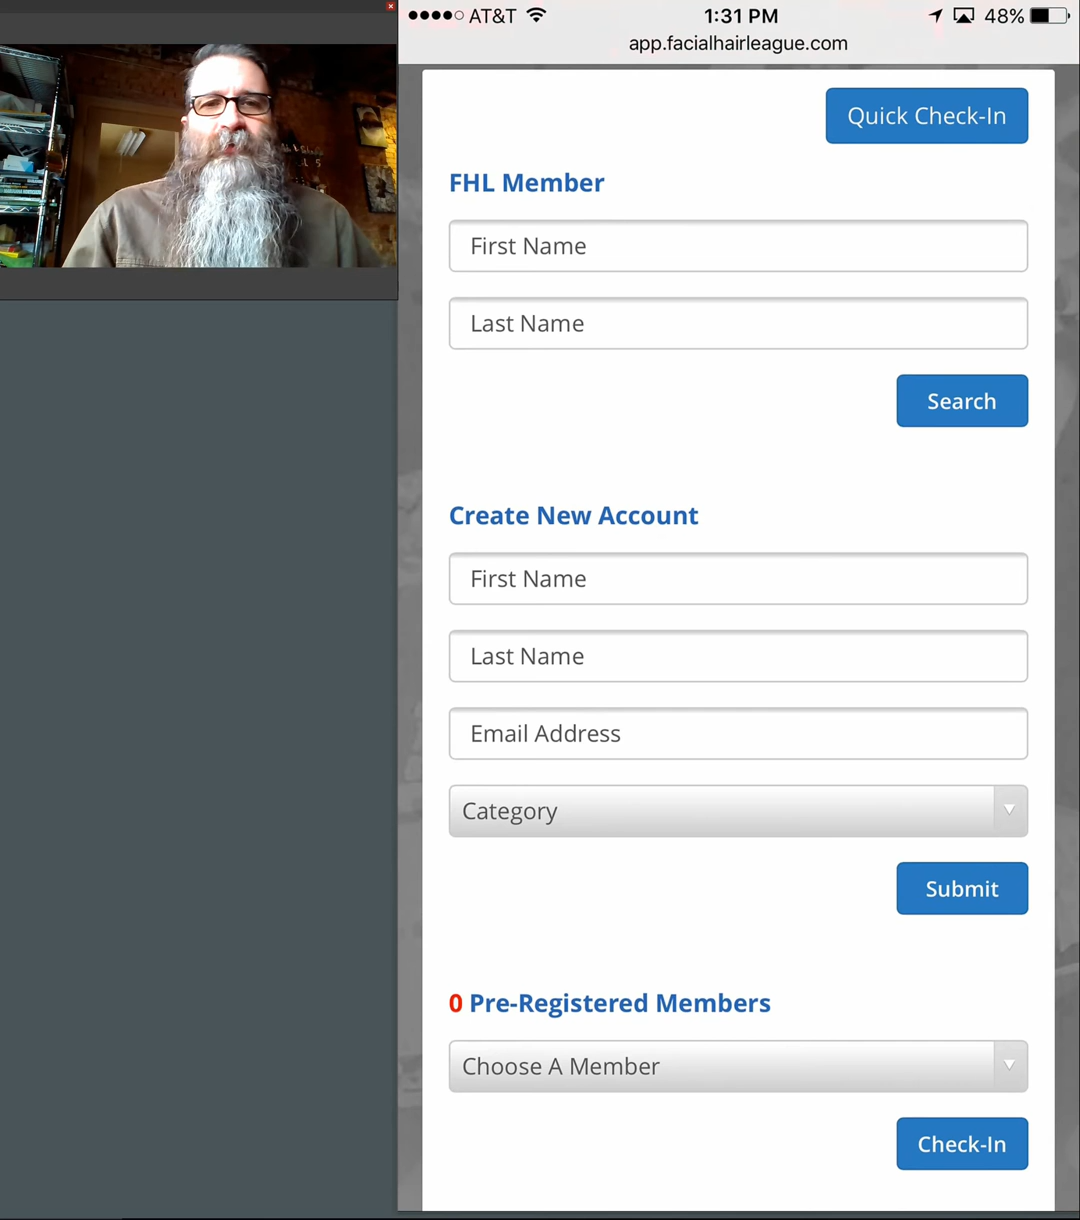 AT&T
1:31 PM
48%
app.facialhairleague.com
Quick Check-In
FHL Member
First Name
Last Name
Search
Create New Account
First Name
Last Name
Email Address
Category
Submit
0 Pre-Registered Members
Choose A Member
Check-In